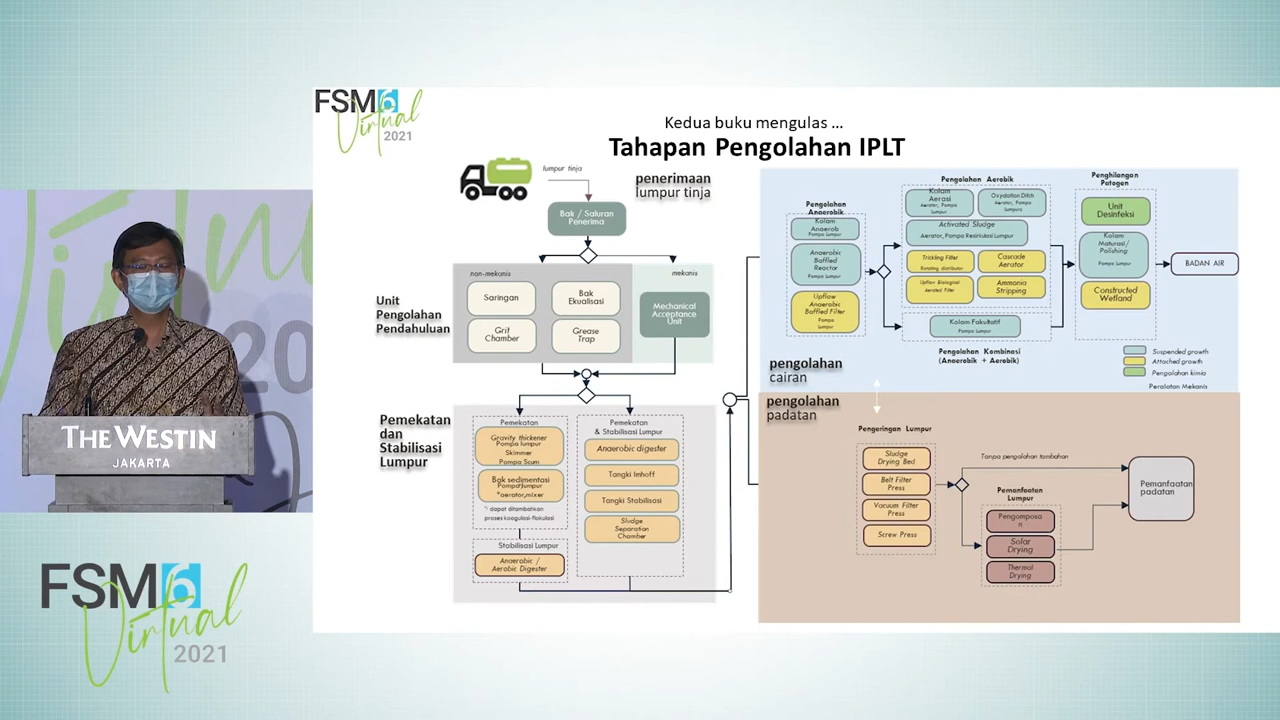 FSM6
Virtual
2021
Kedua buku mengulas ...
Tahapan Pengolahan IPLT
lumpur tinja
penerimaan
lumpur tinja
Bak / Saluran
Penerima
non-mekanis
mekanis
Unit
Pengolahan
Pendahuluan
Saringan
Bak
Ekualisasi
Grit
Chamber
Grease
Trap
Mechanical
Acceptance
Unit
Pemekatan
dan
Stabilisasi
Lumpur
Pemekatan
Gravity thickener
Pompa lumpur
Skimmer
Pompa Scum
Bak sedimentasi
Pompa lumpur
*aerator,mixer
*) dapat ditambatkan
proses koagulasi-flokulasi
Stabilisasi Lumpur
Anaerobic /
Aerobic Digester
Pemekatan
& Stabilisasi Lumpur
Anaerobic digester
Tangki Imhoff
Tangki Stabilisasi
Sludge
Separation
Chamber
Pengolahan
Anaerobik
Kolam
Anaerob
Pompa Lumpur
Anaerobic
Baffled
Reactor
Pompa Lumpur
Upflow
Anaerobic
Baffled Filter
Pompa
Lumpur
Pengolahan Aerobik
Kolam
Aerasi
Aerator, Pompa
Lumpur
Oxydation Ditch
Aerator, Pompa
Lumpur
Activated Sludge
Aerator, Pompa Resirkulasi Lumpur
Trickling Filter
Rotating distributor
Cascade
Aerator
Upflow Biological
Aerated Filter
Ammonia
Stripping
Kolam Fakultatif
Pompa Lumpur
Pengolahan Kombinasi
(Anaerobik + Aerobik)
Penghilangan
Patogen
Unit
Desinfeksi
Kolam
Maturasi/
Polishing
Pompa Lumpur
Constructed
Wetland
BADAN AIR
Suspended growth
Attached growth
Pengolahan kimia
Peralatan Mekanis
pengolahan
cairan
pengolahan
padatan
Pengeringan Lumpur
Sludge
Drying Bed
Belt Filter
Press
Vacuum Filter
Press
Screw Press
Tanpa pengolahan tambahan
Pemanfaatan
Lumpur
Pengomposa
n
Solar
Drying
Thermal
Drying
Pemanfaatan
padatan
THE WESTIN
JAKARTA
FSM6
Virtual
2021